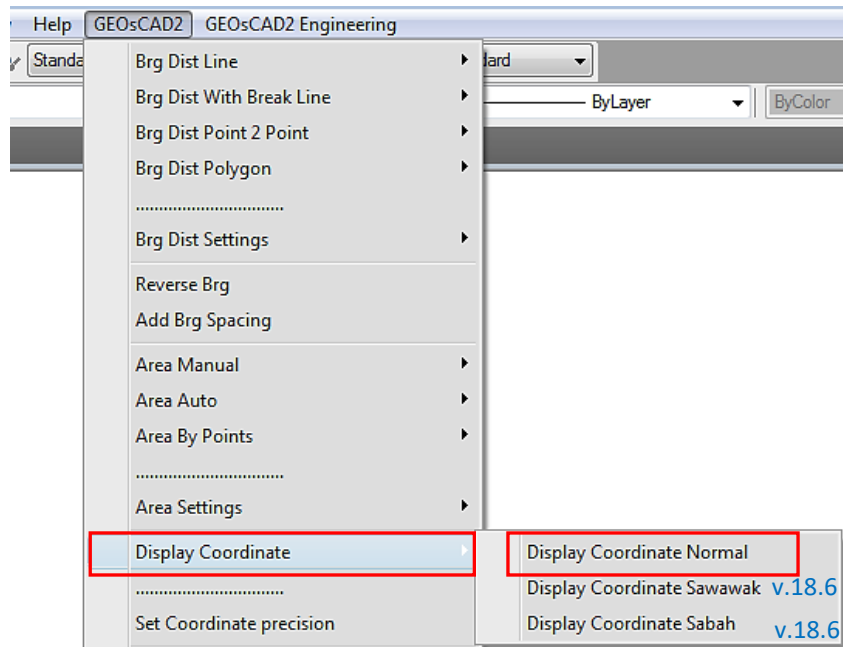 Help GEOsCAD2 GEOsCAD2 Engineering
Standa dard
Brg Dist Line
Brg Dist With Break Line
ByLayer ByColor
Brg Dist Point 2 Point
Brg Dist Polygon
................................
Brg Dist Settings
Reverse Brg
Add Brg Spacing
Area Manual
Area Auto
Area By Points
................................
Area Settings
Display Coordinate
Display Coordinate Normal
................................
Display Coordinate Sawawak v.18.6
Set Coordinate precision
Display Coordinate Sabah v.18.6